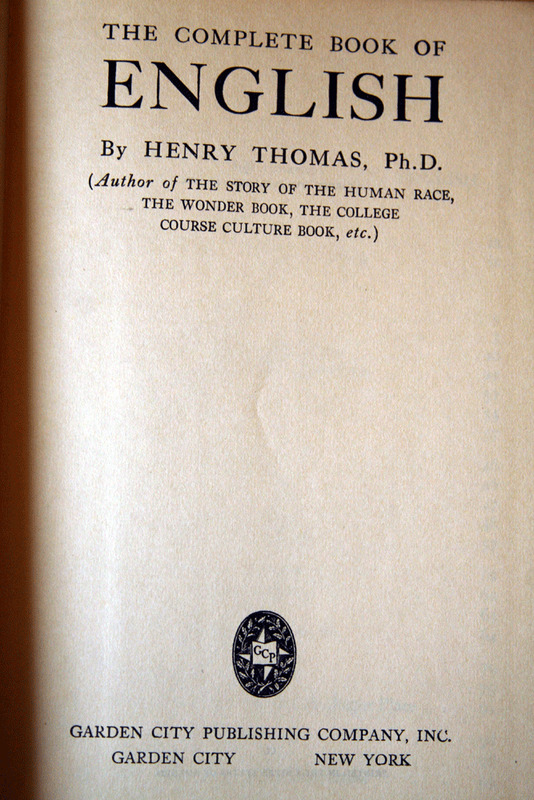 THE COMPLETE BOOK OF
ENGLISH
By HENRY THOMAS, Ph.D.
(Author of THE STORY OF THE HUMAN RACE,
THE WONDER BOOK, THE COLLEGE
COURSE CULTURE BOOK, etc.)
GCP
GARDEN CITY PUBLISHING COMPANY, INC.
GARDEN CITY NEW YORK